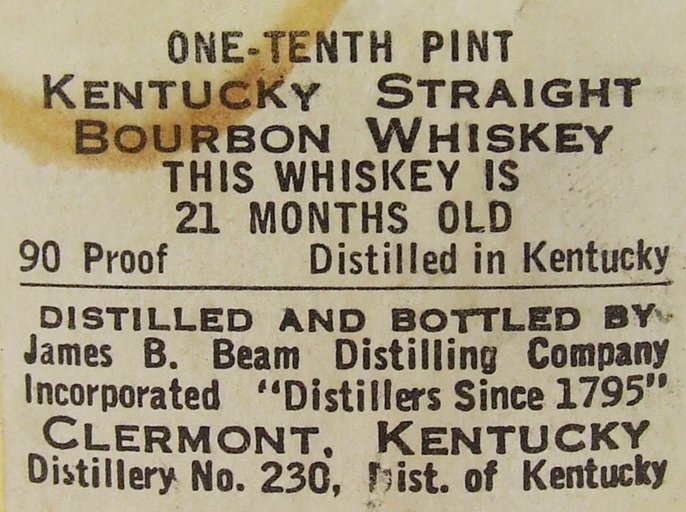 ONE-TENTH PINT
KENTUCKY STRAIGHT
BOURBON WHISKEY
THIS WHISKEY IS
21 MONTHS OLD
90 Proof Distilled in Kentucky
DISTILLED AND BOTTLED BY
James B. Beam Distilling Company
Incorporated "Distillers Since 1795"
CLERMONT, KENTUCKY
Distillery No. 230, Dist. of Kentucky